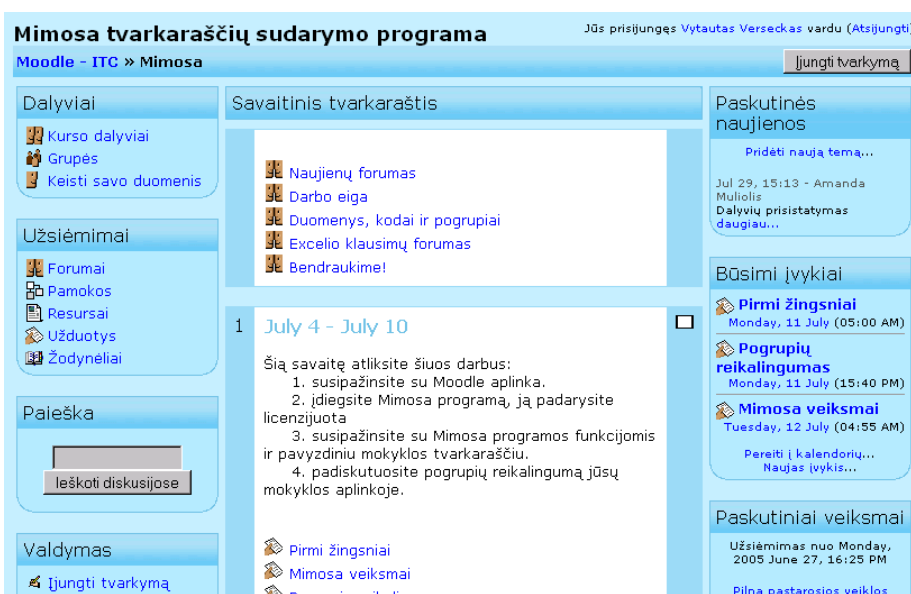 Mimosa tvarkaraščių sudarymo programa
Jūs prisijungęs Vytautas Verseckas vardu (Atsijungti)
Moodle - ITC » Mimosa
Įjungti tvarkymą
Dalyviai
Kurso dalyviai
Grupės
Keisti savo duomenis
Užsiėmimai
Forumai
Pamokos
Resursai
Užduotys
Žodynėliai
Paieška
Ieškoti diskusijose
Valdymas
Įjungti tvarkymą
Savaitinis tvarkaraštis
Naujienų forumas
Darbo eiga
Duomenys, kodai ir pogrupiai
Excelio klausimų forumas
Bendraukime!
1
July 4 - July 10
Šią savaitę atliksite šiuos darbus:
1. susipažinsite su Moodle aplinka.
2. įdiegsite Mimosa programą, ją padarysite
licenzijuota
3. susipažinsite su Mimosa programos funkcijomis
ir pavyzdiniu mokyklos tvarkaraščiu.
4. padiskutuosite pogrupių reikalingumą jūsų
mokyklos aplinkoje.
Pirmi žingsniai
Mimosa veiksmai
Paskutinės
naujienos
Pridėti naują temą...
Jul 29, 15:13 - Amanda
Muliolis
Dalyvių prisistatymas
daugiau...
Būsimi įvykiai
Pirmi žingsniai
Monday, 11 July (05:00 AM)
Pogrupių
reikalingumas
Monday, 11 July (15:40 PM)
Mimosa veiksmai
Tuesday, 12 July (04:55 AM)
Pereiti į kalendorių...
Naujas įvykis...
Paskutiniai veiksmai
Užsiėmimas nuo Monday,
2005 June 27, 16:25 PM
Pilna pastarosios veiklos